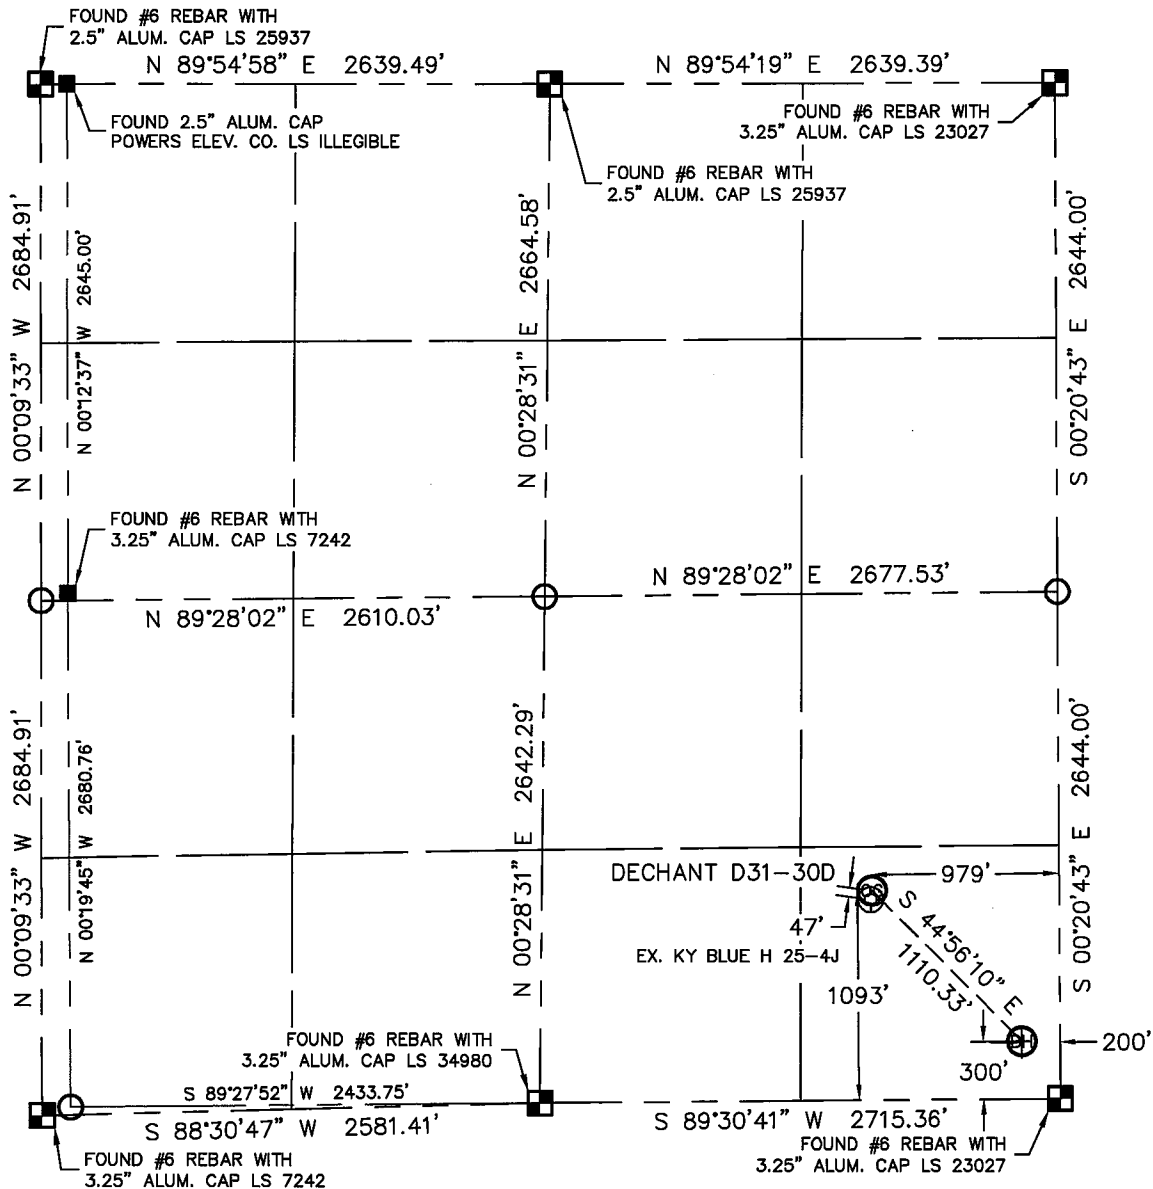 FOUND #6 REBAR WITH
2.5" ALUM. CAP LS 25937
N 89°54'58" E 2639.49'
N 89°54'19" E 2639.39'
FOUND 2.5" ALUM. CAP
POWERS ELEV. CO. LS ILLEGIBLE
FOUND #6 REBAR WITH
3.25" ALUM. CAP LS 23027
FOUND #6 REBAR WITH
2.5" ALUM. CAP LS 25937
N 00°09'33" W 2684.91'
N 00°12'37" W 2645.00'
N 00°28'31" E 2664.58'
S 00°20'43" E 2644.00'
FOUND #6 REBAR WITH
3.25" ALUM. CAP LS 7242
N 89°28'02" E 2610.03'
N 89°28'02" E 2677.53'
N 00°09'33" W 2684.91'
N 00°19'45" W 2680.76'
N 00°28'31" E 2642.29'
S 00°20'43" E 2644.00'
DECHANT D31-30D
979'
47'
EX. KY BLUE H 25-4J
S 44°56'10" E
1110.33'
1093'
DH
200'
300'
FOUND #6 REBAR WITH
3.25" ALUM. CAP LS 34980
S 89°27'52" W 2433.75'
S 88°30'47" W 2581.41'
S 89°30'41" W 2715.36'
FOUND #6 REBAR WITH
3.25" ALUM. CAP LS 23027
FOUND #6 REBAR WITH
3.25" ALUM. CAP LS 7242